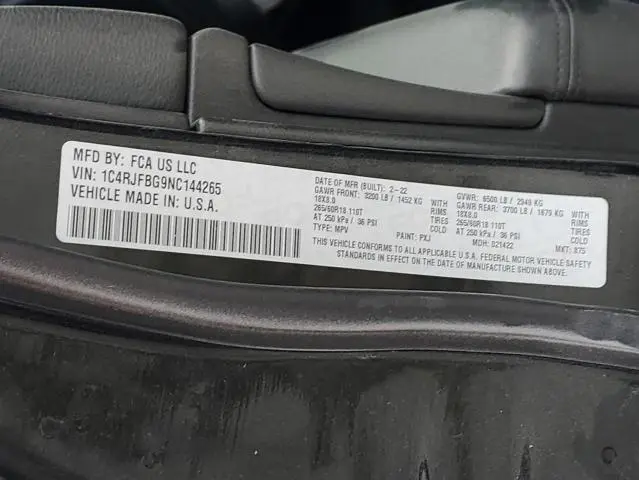 MFD BY: FCA US LLC
VIN: 1C4RJFBG9NC144265
VEHICLE MADE IN: U.S.A.
DATE OF MFR (BUILT): 2-22
GAWR FRONT: 3200 LB / 1452 KG WITH
18X8.0 RIMS
265/60R18 110T TIRES
AT 250 kPa / 36 PSI COLD
TYPE: MPV PAINT: PXJ
GVWR: 6500 LB / 2949 KG
GAWR REAR: 3700 LB / 1679 KG WITH
18X8.0 RIMS
265/60R18 110T TIRES
AT 250 kPa / 36 PSI COLD
MDH: 021422 MXT: 875
THIS VEHICLE CONFORMS TO ALL APPLICABLE U.S.A. FEDERAL MOTOR VEHICLE SAFETY
STANDARDS IN EFFECT ON THE DATE OF MANUFACTURE SHOWN ABOVE.